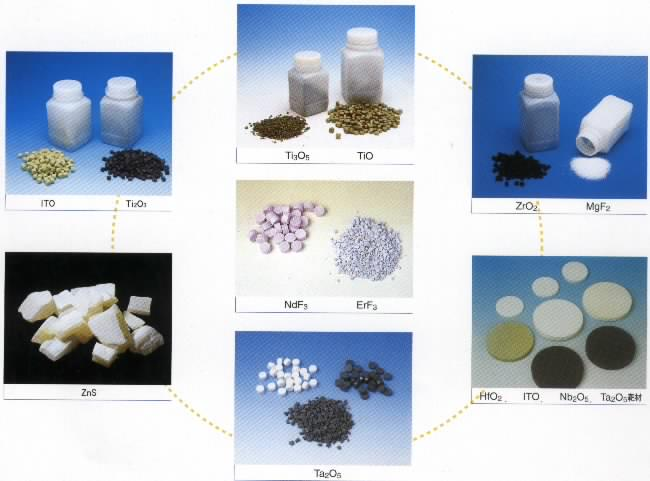 Ti₃O₅ TiO
ITO Ti₂O₃
ZrO₂ MgF₂
NdF₃ ErF₃
ZnS
HfO₂、 ITO、 Nb₂O₅、 Ta₂O₅靶材
Ta₂O₅